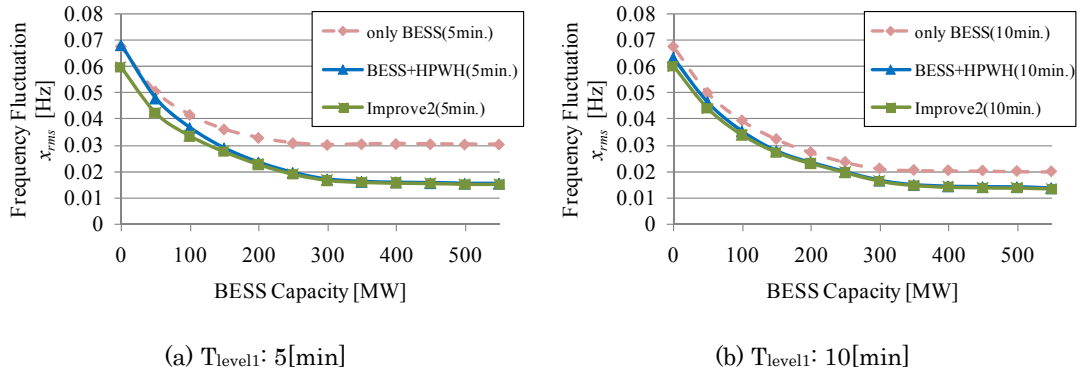 0.08
0.07
0.06
0.05
0.04
0.03
0.02
0.01
0
Frequency Fluctuation
x_rms [Hz]
only BESS(5min.)
BESS+HPWH(5min.)
Improve2(5min.)
0 100 200 300 400 500
BESS Capacity [MW]
(a) T_level1: 5[min]
0.08
0.07
0.06
0.05
0.04
0.03
0.02
0.01
0
Frequency Fluctuation
x_rms [Hz]
only BESS(10min.)
BESS+HPWH(10min.)
Improve2(10min.)
0 100 200 300 400 500
BESS Capacity [MW]
(b) T_level1: 10[min]